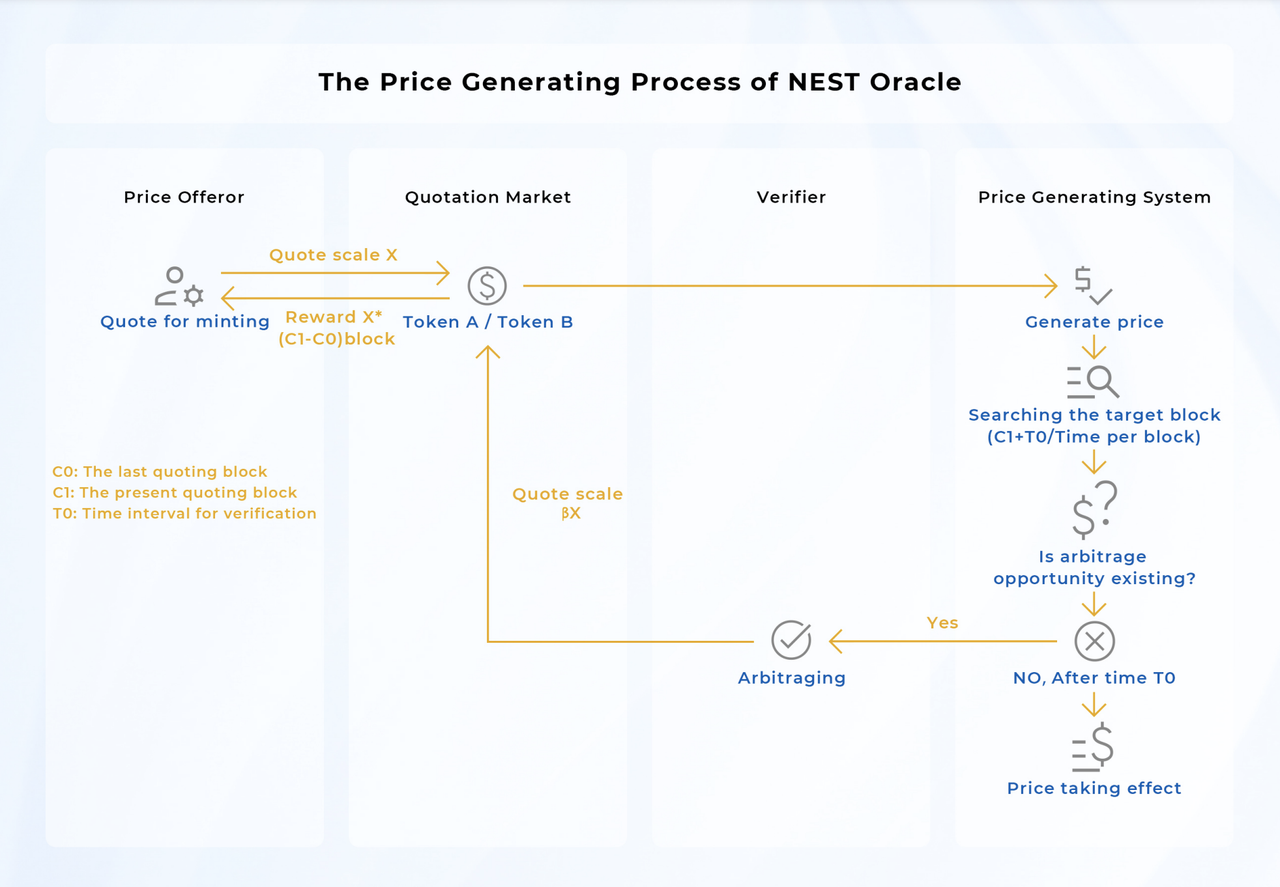 The Price Generating Process of NEST Oracle
Price Offeror
Quotation Market
Verifier
Price Generating System
Quote scale X
Quote for minting
Reward X*
(C1-C0)block
Token A / Token B
Generate price
Searching the target block
(C1+T0/Time per block)
C0: The last quoting block
C1: The present quoting block
T0: Time interval for verification
Quote scale
βX
Is arbitrage
opportunity existing?
Yes
Arbitraging
NO, After time T0
Price taking effect